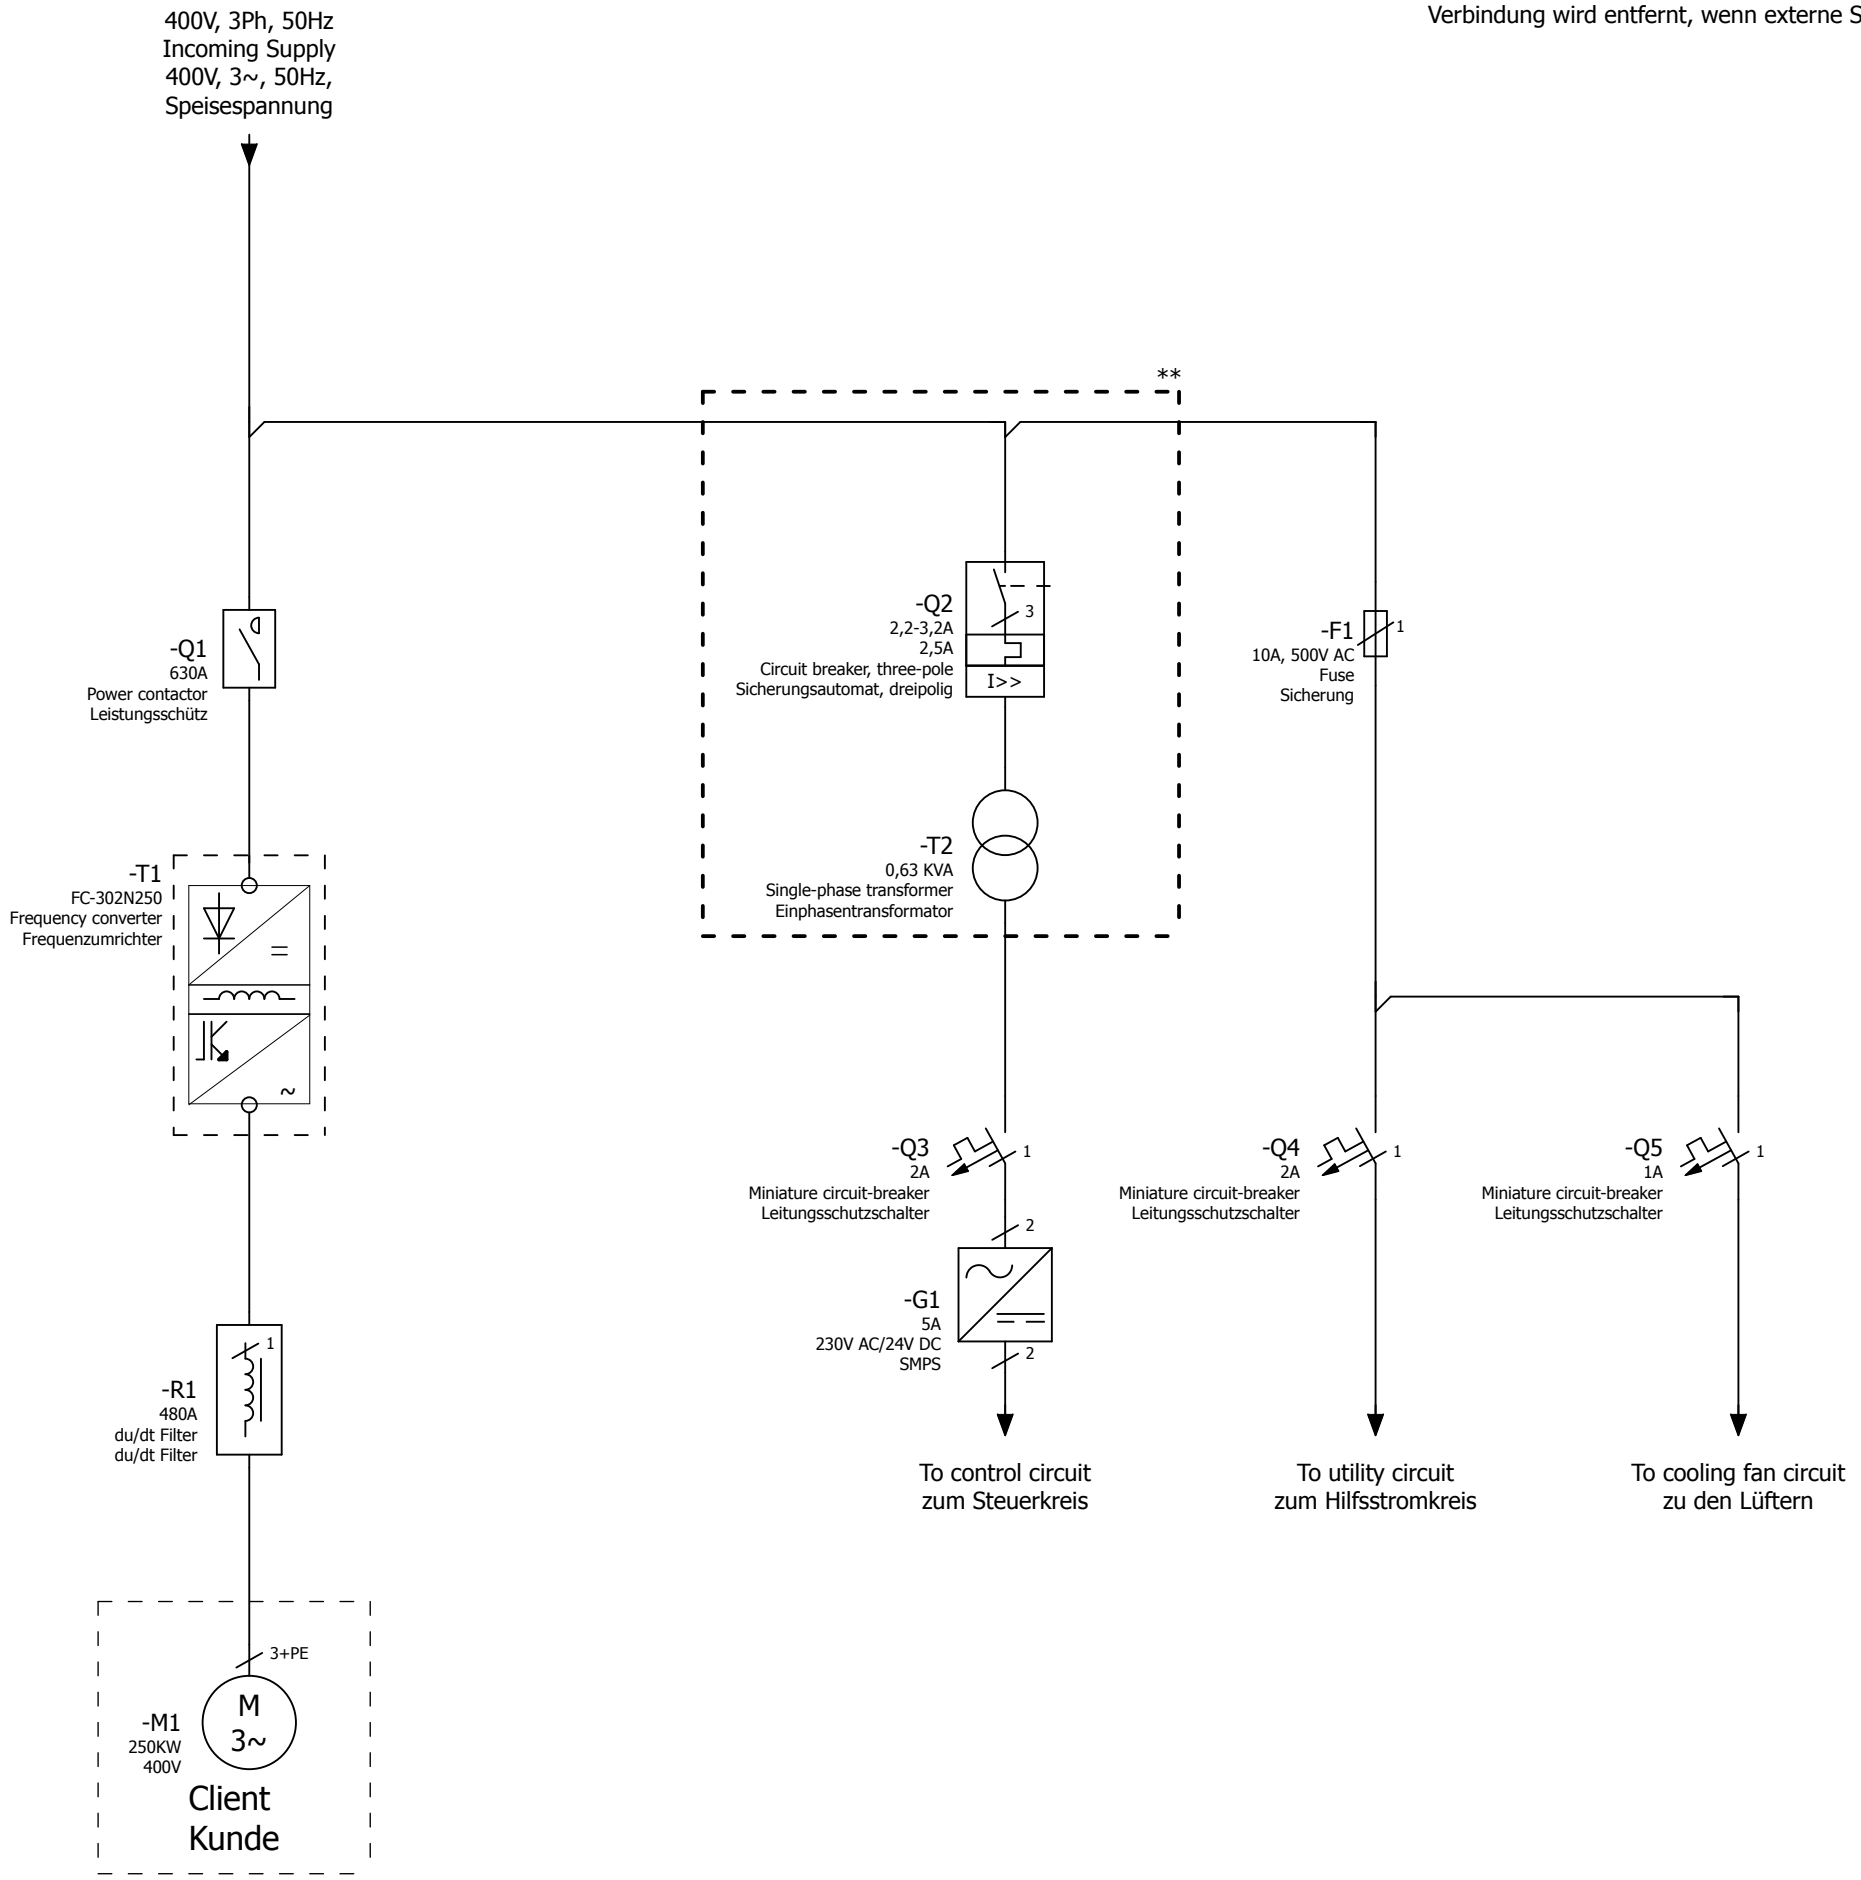 400V, 3Ph, 50Hz
Incoming Supply
400V, 3~, 50Hz,
Speisespannung
Verbindung wird entfernt, wenn externe S
**
-Q1
630A
Power contactor
Leistungsschütz
-Q2
2,2-3,2A
2,5A
Circuit breaker, three-pole
Sicherungsautomat, dreipolig
3
I>>
-F1
10A, 500V AC
Fuse
Sicherung
1
-T1
FC-302N250
Frequency converter
Frequenzumrichter
=
~
-T2
0,63 KVA
Single-phase transformer
Einphasentransformator
-Q3
2A
Miniature circuit-breaker
Leitungsschutzschalter
1
-Q4
2A
Miniature circuit-breaker
Leitungsschutzschalter
1
-Q5
1A
Miniature circuit-breaker
Leitungsschutzschalter
1
2
-G1
5A
230V AC/24V DC
SMPS
2
-R1
480A
du/dt Filter
du/dt Filter
1
To control circuit
zum Steuerkreis
To utility circuit
zum Hilfsstromkreis
To cooling fan circuit
zu den Lüftern
3+PE
M
3~
-M1
250KW
400V
Client
Kunde